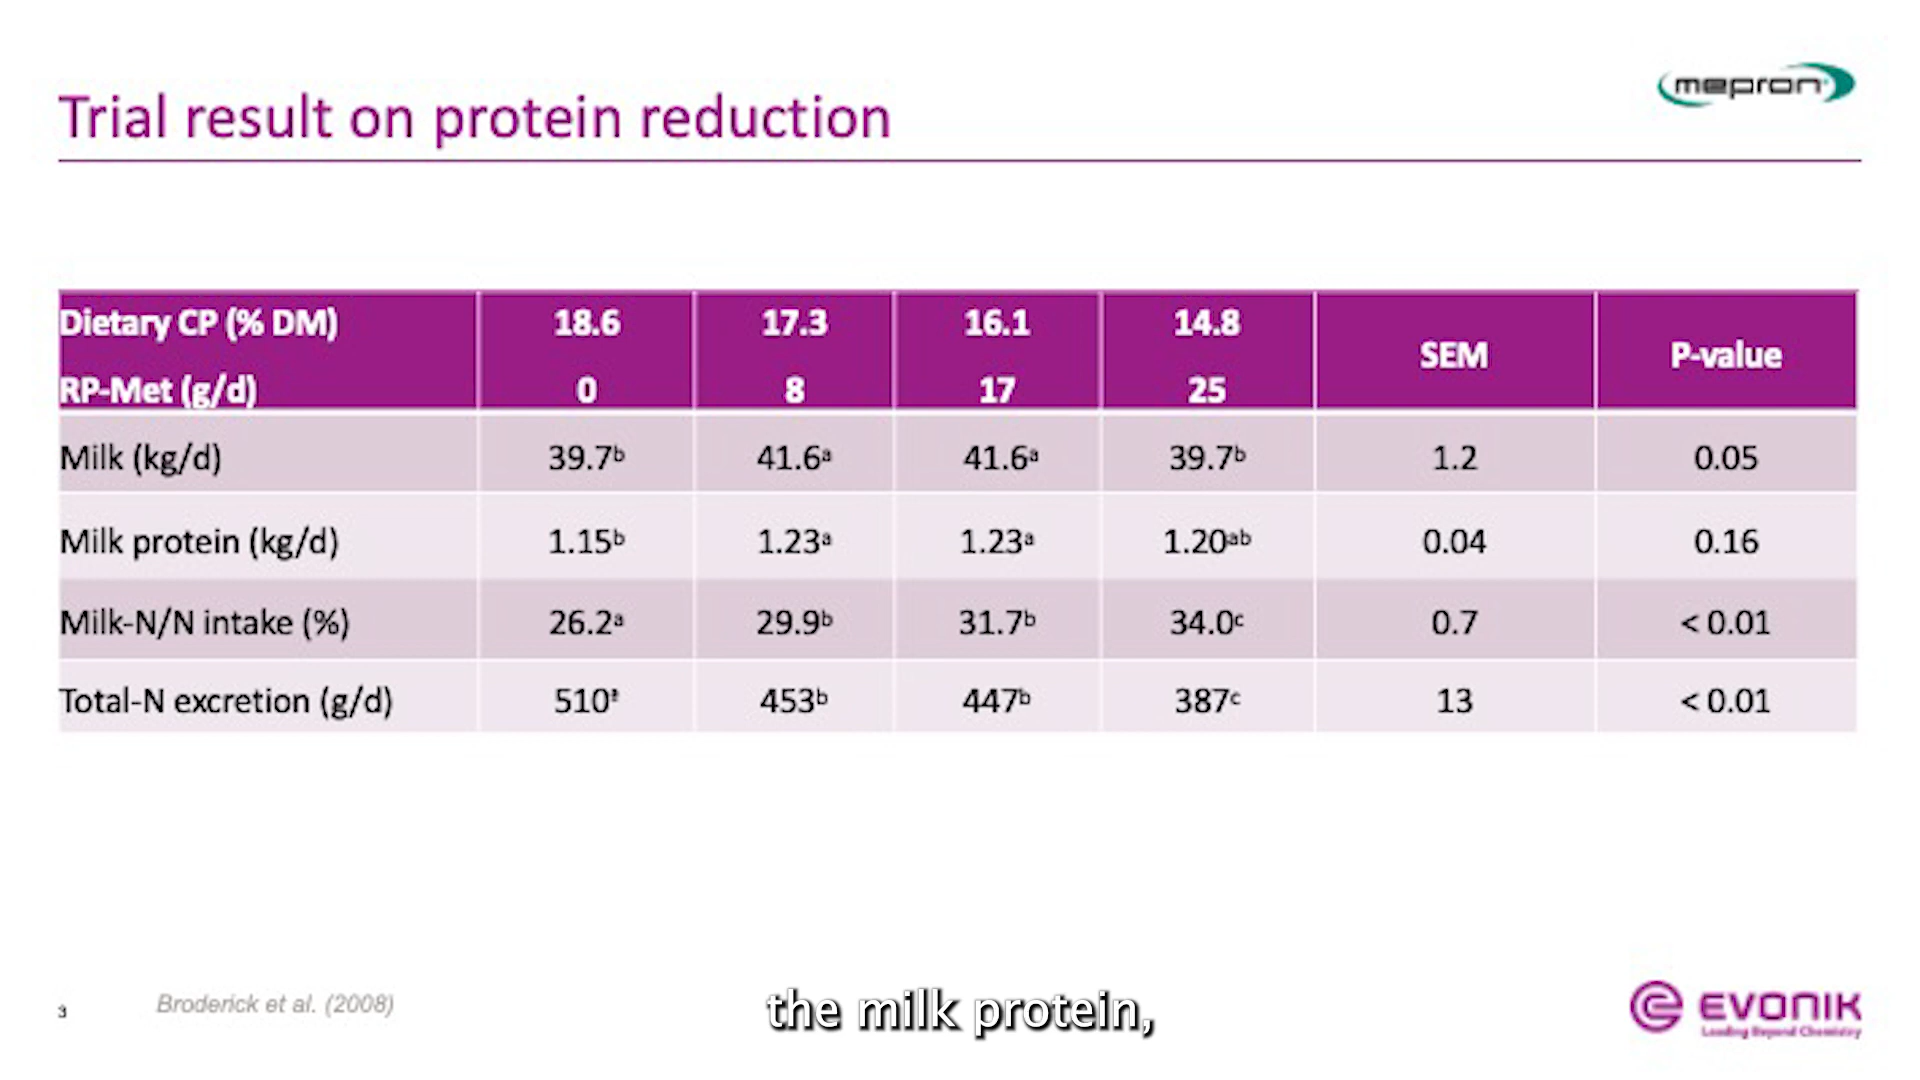 mepron®
Trial result on protein reduction
Dietary CP (% DM) 18.6 17.3 16.1 14.8 SEM P-value
RP-Met (g/d) 0 8 17 25
Milk (kg/d) 39.7ᵇ 41.6ᵃ 41.6ᵃ 39.7ᵇ 1.2 0.05
Milk protein (kg/d) 1.15ᵇ 1.23ᵃ 1.23ᵃ 1.20ᵃᵇ 0.04 0.16
Milk-N/N intake (%) 26.2ᵃ 29.9ᵇ 31.7ᵇ 34.0ᶜ 0.7 < 0.01
Total-N excretion (g/d) 510 453ᵇ 447ᵇ 387ᶜ 13 < 0.01
3 Broderick et al. (2008)
the milk protein,
EVONIK
Leading Beyond Chemistry